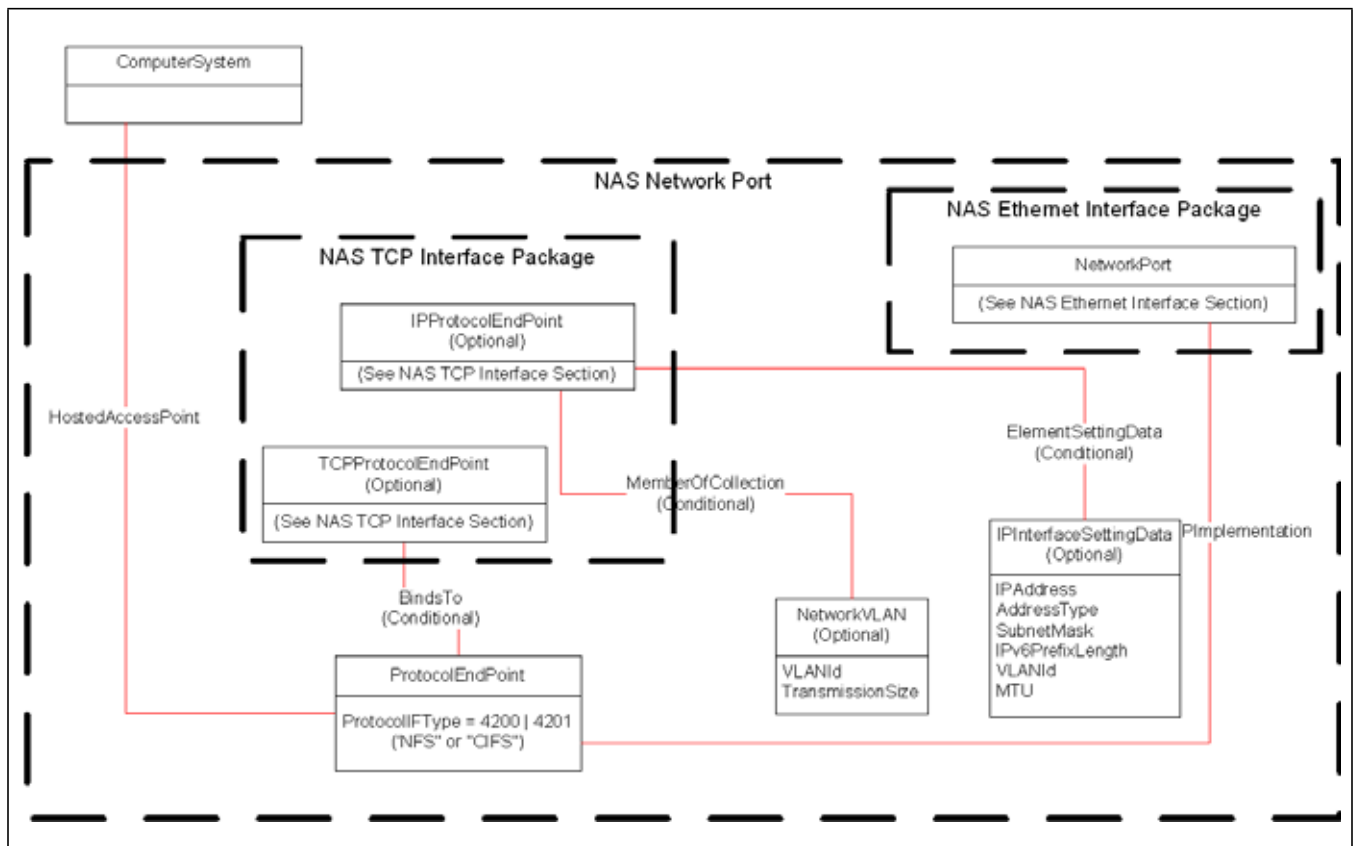 ComputerSystem
NAS Network Port
NAS Ethernet Interface Package
NetworkPort
(See NAS Ethernet Interface Section)
NAS TCP Interface Package
IPProtocolEndPoint
(Optional)
(See NAS TCP Interface Section)
HostedAccessPoint
TCPProtocolEndPoint
(Optional)
(See NAS TCP Interface Section)
ElementSettingData
(Conditional)
MemberOfCollection
(Conditional)
IPInterfaceSettingData
(Optional)
IPAddress
AddressType
SubnetMask
IPv6PrefixLength
VLANId
MTU
PImplementation
BindsTo
(Conditional)
NetworkVLAN
(Optional)
VLANId
TransmissionSize
ProtocolEndPoint
ProtocolIFType = 4200 | 4201
("NFS" or "CIFS")